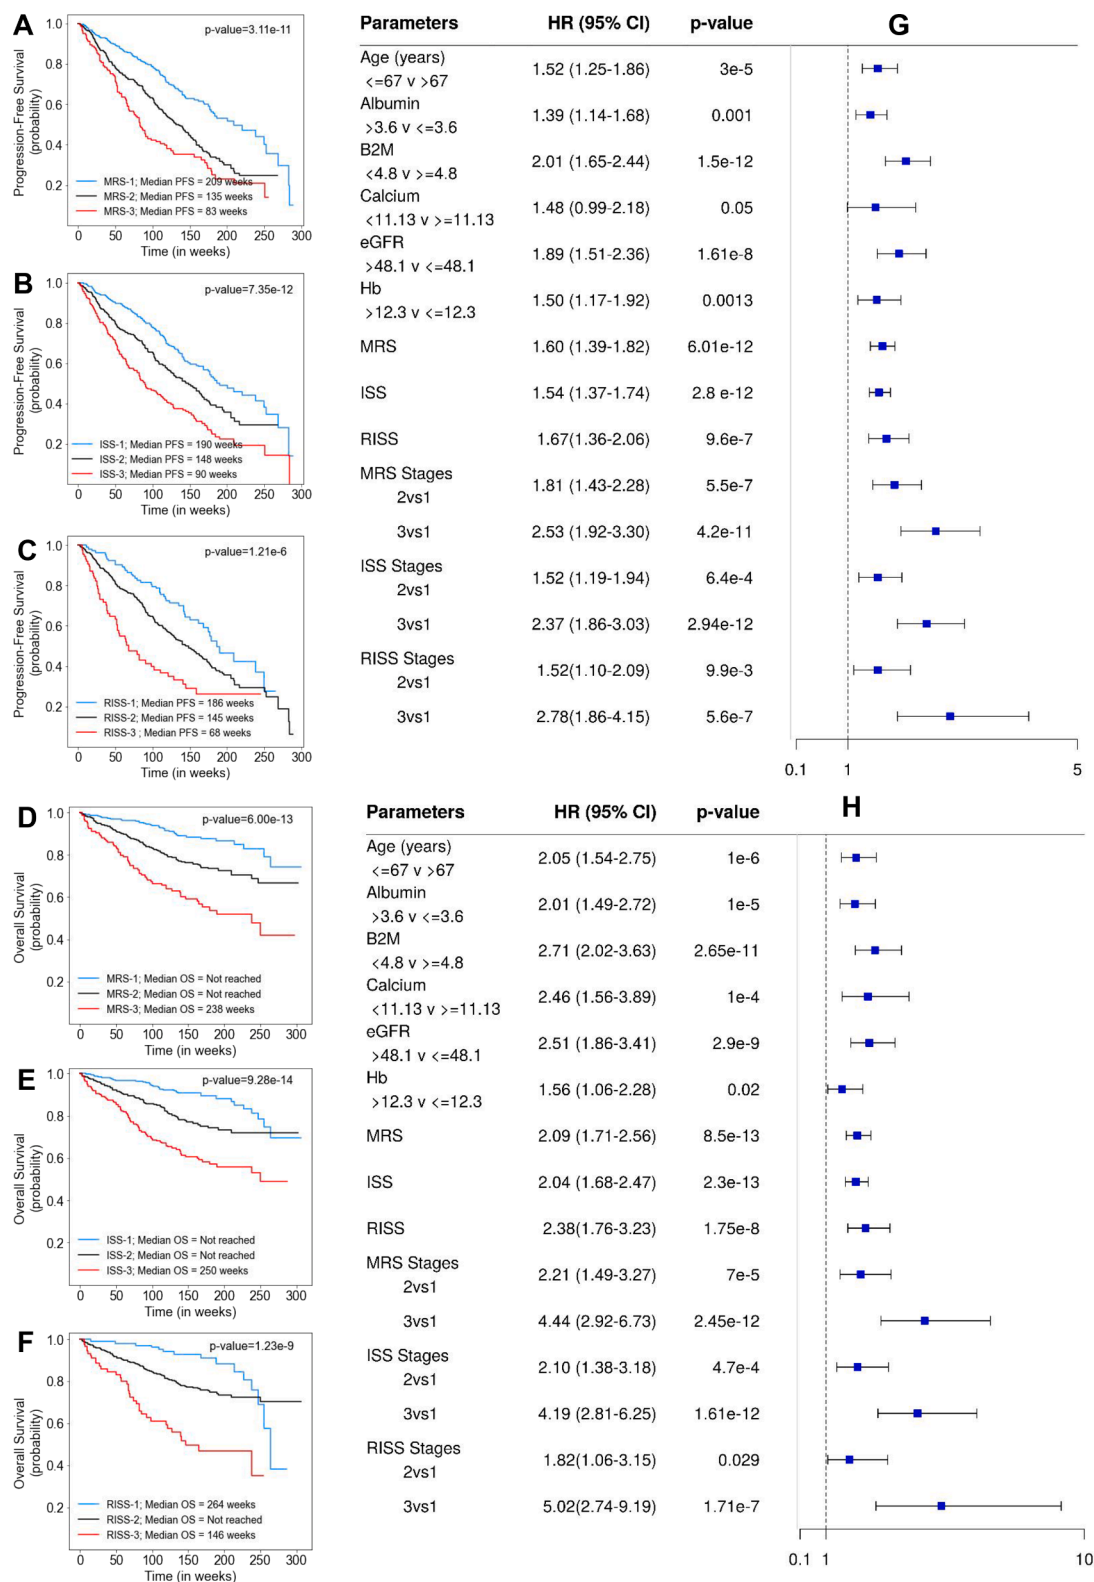 A
p-value=3.11e-11
1.0
0.8
0.6
0.4
0.2
Progression-Free Survival
(probability)
MRS-1; Median PFS = 209 weeks
MRS-2; Median PFS = 135 weeks
MRS-3; Median PFS = 83 weeks
0 50 100 150 200 250 300
Time (in weeks)
B
p-value=7.35e-12
1.0
0.8
0.6
0.4
0.2
Progression-Free Survival
(probability)
ISS-1; Median PFS = 190 weeks
ISS-2; Median PFS = 148 weeks
ISS-3; Median PFS = 90 weeks
0 50 100 150 200 250 300
Time (in weeks)
C
p-value=1.21e-6
1.0
0.8
0.6
0.4
0.2
Progression-Free Survival
(probability)
RISS-1; Median PFS = 186 weeks
RISS-2; Median PFS = 145 weeks
RISS-3 ; Median PFS = 68 weeks
0 50 100 150 200 250 300
Time (in weeks)
G
Parameters HR (95% CI) p-value
Age (years)
<=67 v >67 1.52 (1.25-1.86) 3e-5
Albumin
>3.6 v <=3.6 1.39 (1.14-1.68) 0.001
B2M
<4.8 v >=4.8 2.01 (1.65-2.44) 1.5e-12
Calcium
<11.13 v >=11.13 1.48 (0.99-2.18) 0.05
eGFR
>48.1 v <=48.1 1.89 (1.51-2.36) 1.61e-8
Hb
>12.3 v <=12.3 1.50 (1.17-1.92) 0.0013
MRS 1.60 (1.39-1.82) 6.01e-12
ISS 1.54 (1.37-1.74) 2.8 e-12
RISS 1.67(1.36-2.06) 9.6e-7
MRS Stages
2vs1 1.81 (1.43-2.28) 5.5e-7
3vs1 2.53 (1.92-3.30) 4.2e-11
ISS Stages
2vs1 1.52 (1.19-1.94) 6.4e-4
3vs1 2.37 (1.86-3.03) 2.94e-12
RISS Stages
2vs1 1.52(1.10-2.09) 9.9e-3
3vs1 2.78(1.86-4.15) 5.6e-7
0.1 1 5
D
p-value=6.00e-13
1.0
0.8
0.6
0.4
0.2
Overall Survival
(probability)
MRS-1; Median OS = Not reached
MRS-2; Median OS = Not reached
MRS-3; Median OS = 238 weeks
0 50 100 150 200 250 300
Time (in weeks)
E
p-value=9.28e-14
1.0
0.8
0.6
0.4
0.2
Overall Survival
(probability)
ISS-1; Median OS = Not reached
ISS-2; Median OS = Not reached
ISS-3; Median OS = 250 weeks
0 50 100 150 200 250 300
Time (in weeks)
F
p-value=1.23e-9
1.0
0.8
0.6
0.4
0.2
Overall Survival
(probability)
RISS-1; Median OS = 264 weeks
RISS-2; Median OS = Not reached
RISS-3; Median OS = 146 weeks
0 50 100 150 200 250 300
Time (in weeks)
H
Parameters HR (95% CI) p-value
Age (years)
<=67 v >67 2.05 (1.54-2.75) 1e-6
Albumin
>3.6 v <=3.6 2.01 (1.49-2.72) 1e-5
B2M
<4.8 v >=4.8 2.71 (2.02-3.63) 2.65e-11
Calcium
<11.13 v >=11.13 2.46 (1.56-3.89) 1e-4
eGFR
>48.1 v <=48.1 2.51 (1.86-3.41) 2.9e-9
Hb
>12.3 v <=12.3 1.56 (1.06-2.28) 0.02
MRS 2.09 (1.71-2.56) 8.5e-13
ISS 2.04 (1.68-2.47) 2.3e-13
RISS 2.38(1.76-3.23) 1.75e-8
MRS Stages
2vs1 2.21 (1.49-3.27) 7e-5
3vs1 4.44 (2.92-6.73) 2.45e-12
ISS Stages
2vs1 2.10 (1.38-3.18) 4.7e-4
3vs1 4.19 (2.81-6.25) 1.61e-12
RISS Stages
2vs1 1.82(1.06-3.15) 0.029
3vs1 5.02(2.74-9.19) 1.71e-7
0.1 1 10